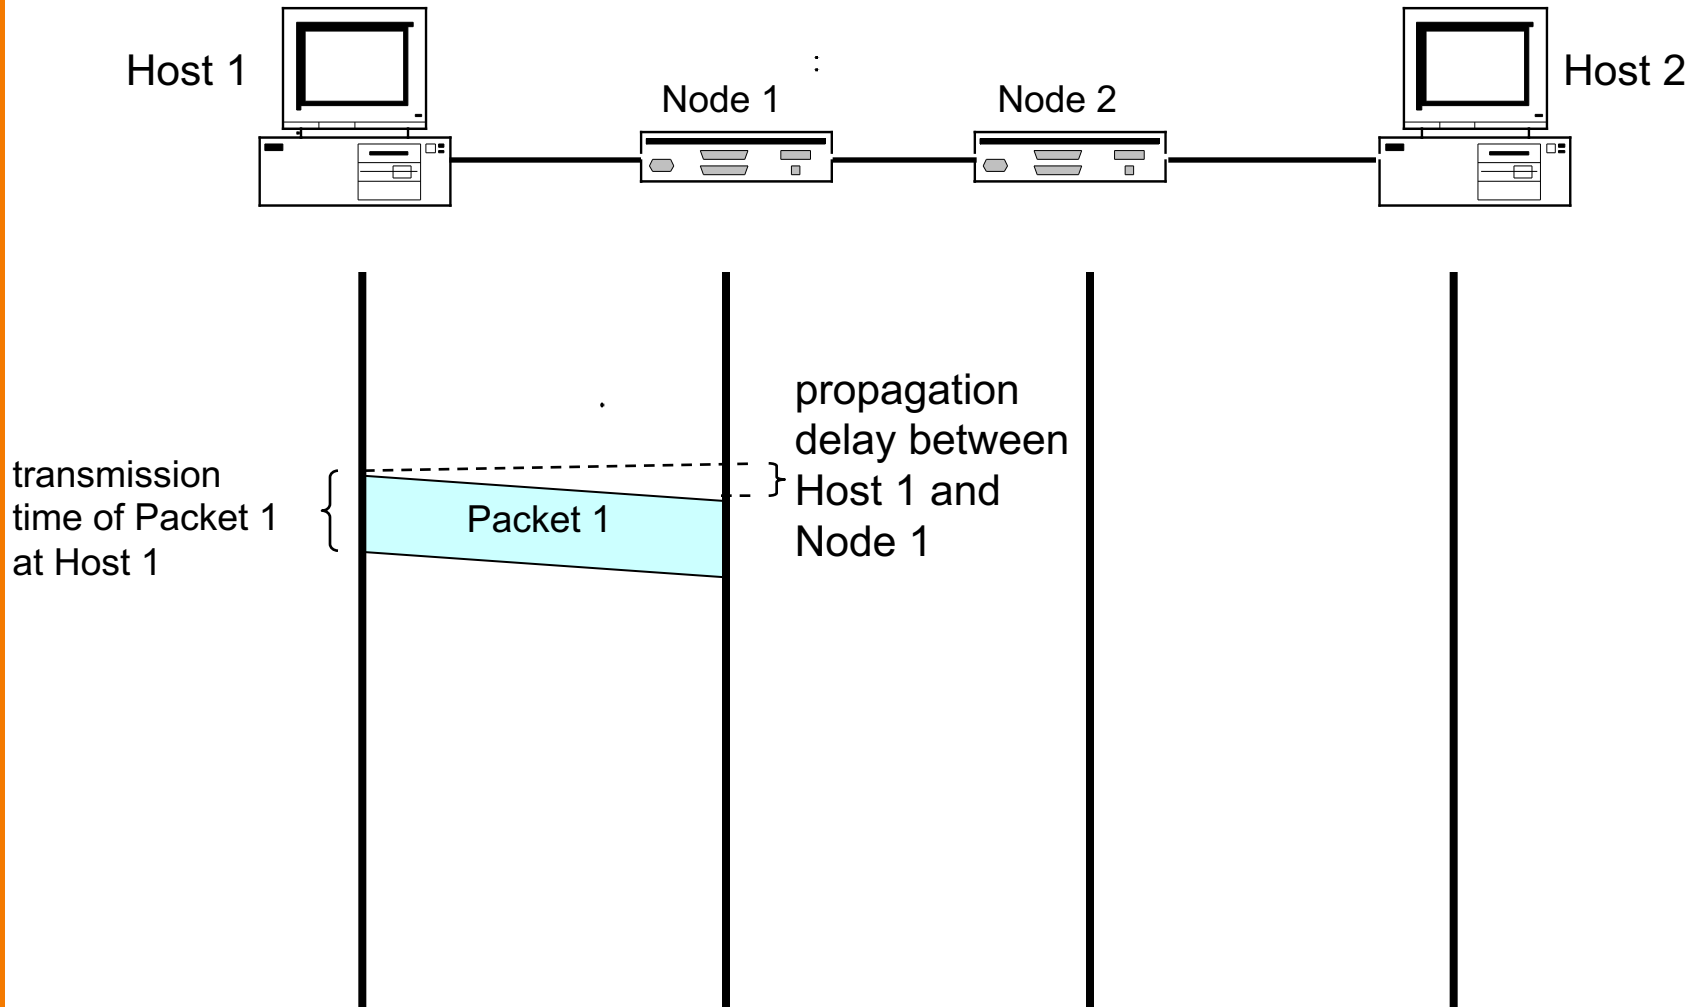 Host 1
Node 1
:
Node 2
Host 2
transmission
time of Packet 1
at Host 1
Packet 1
propagation
delay between
Host 1 and
Node 1